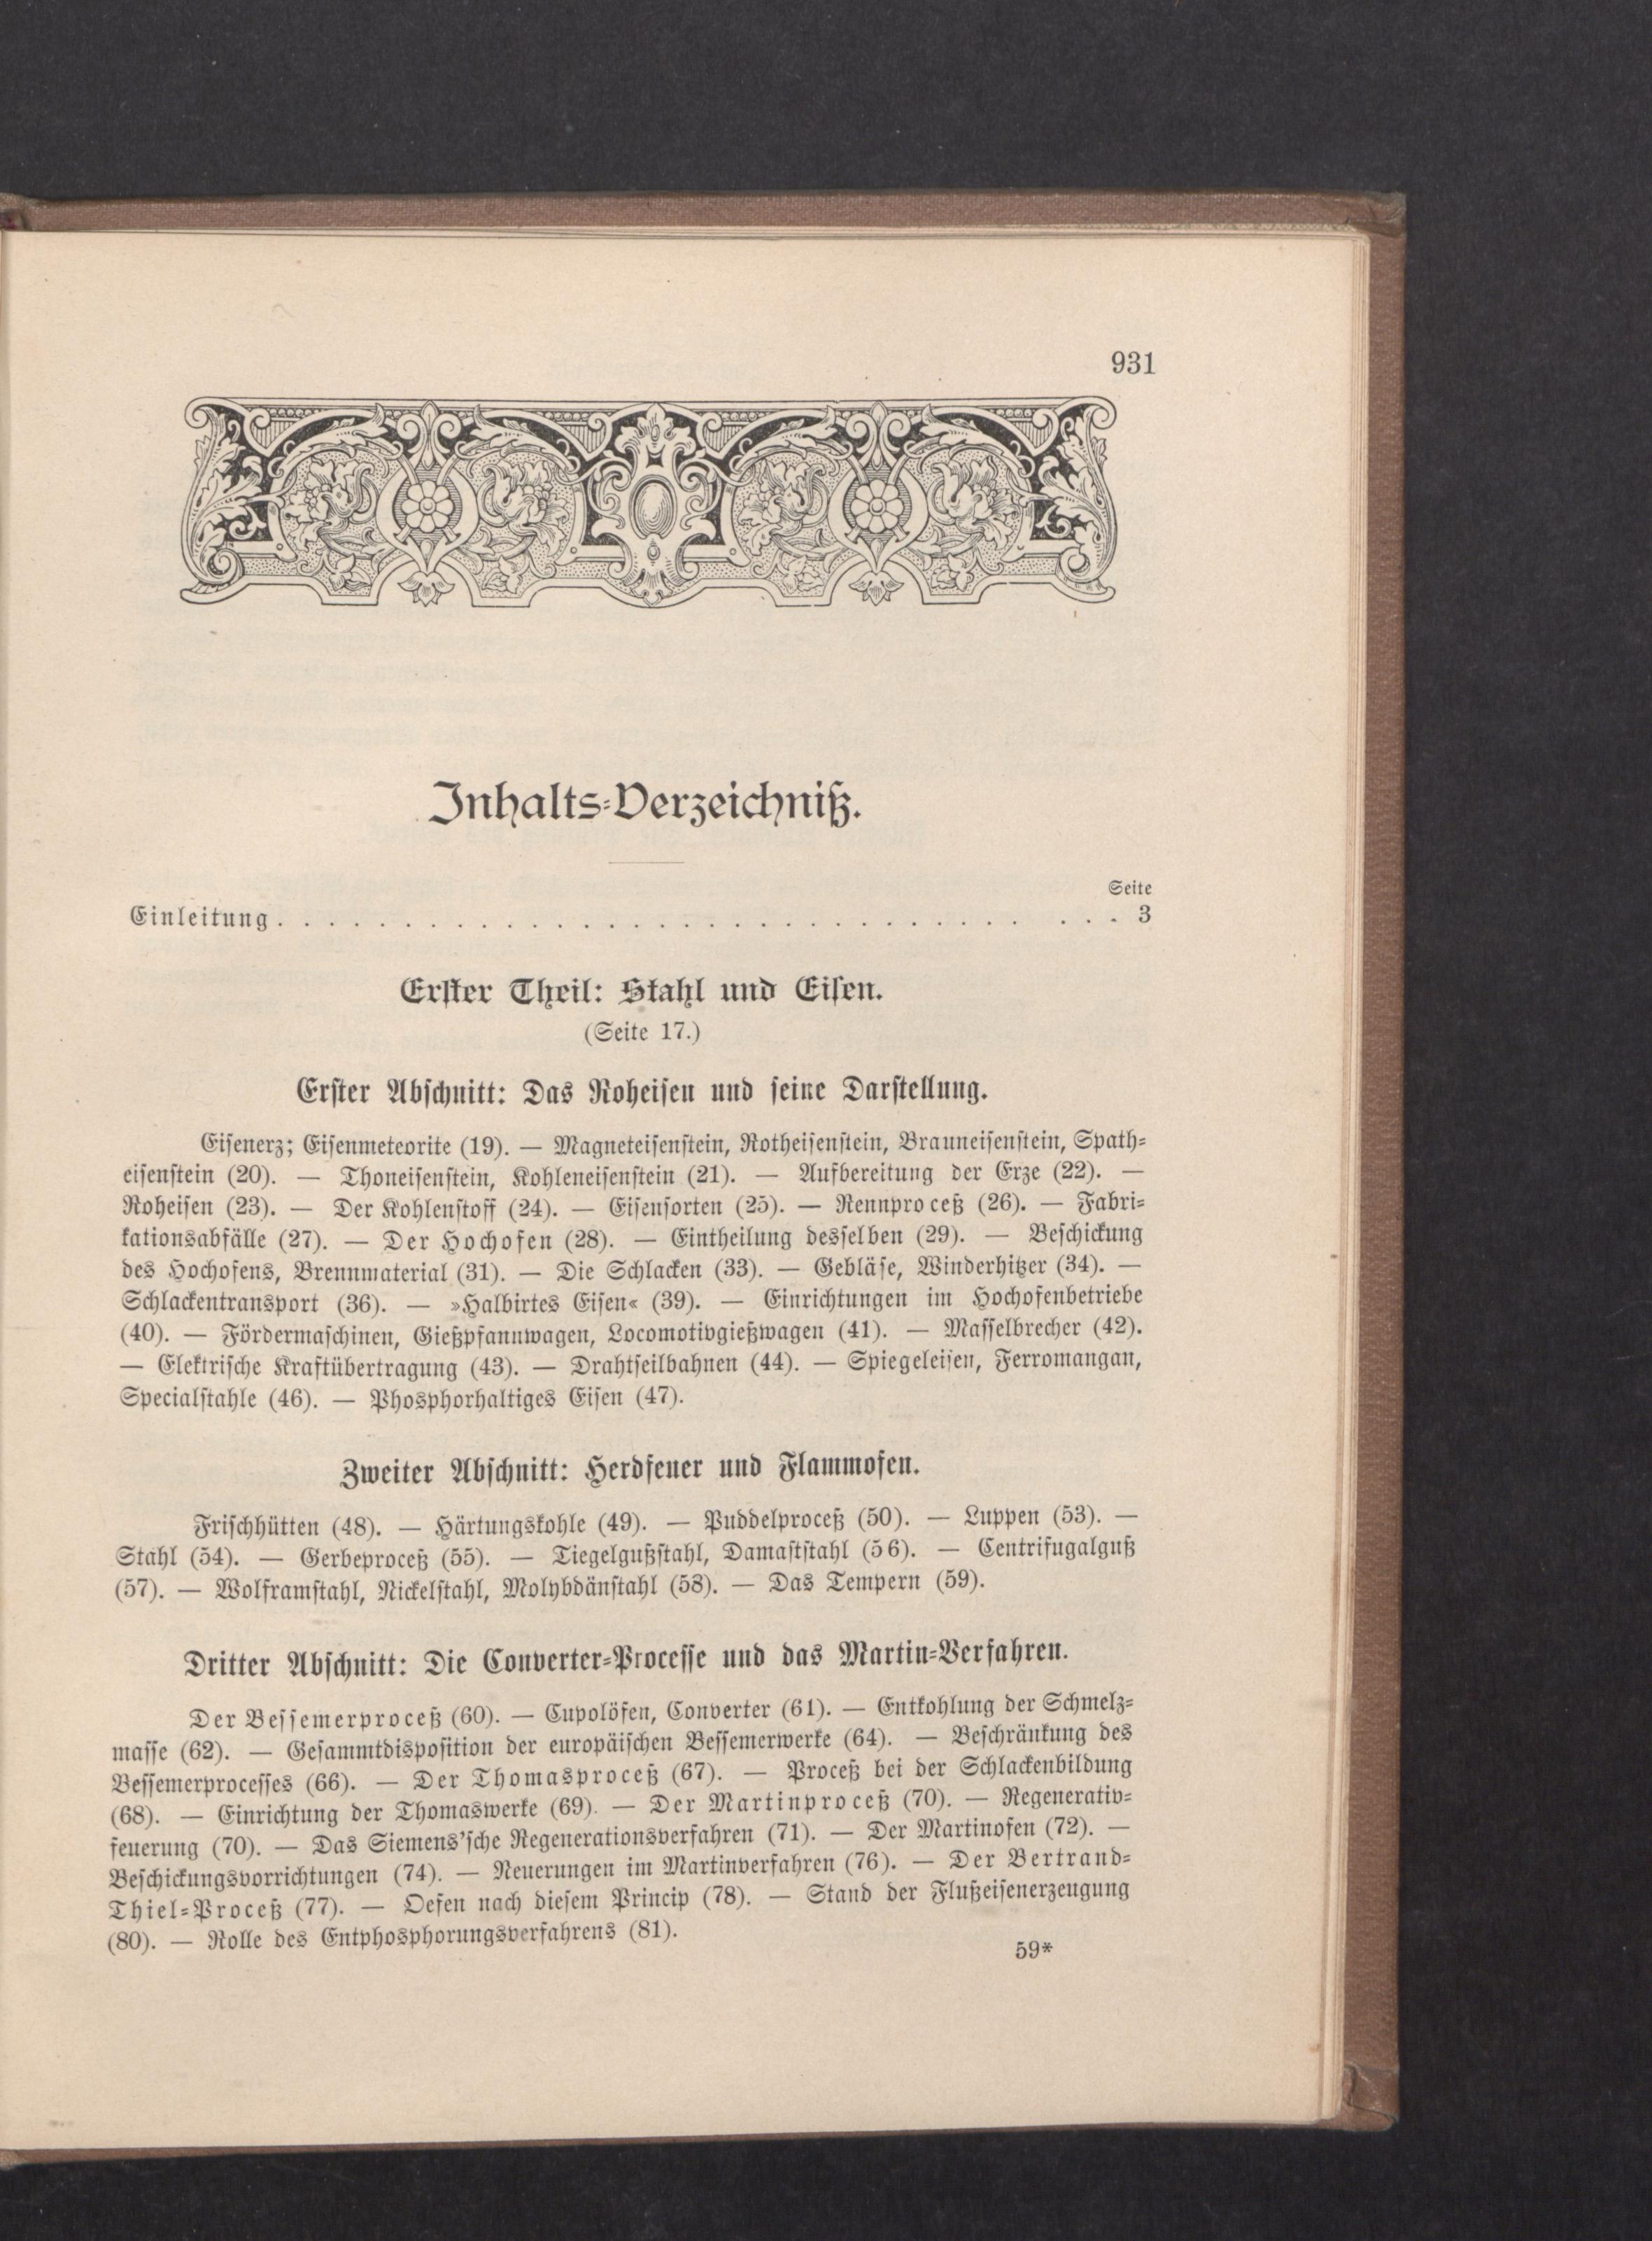 931
Inhalts-Verzeichniß.
Seite
Einleitung. . . . . . . . . . . . . . . . . . . . . . . . . . . . . . . . . 3
Erster Theil: Stahl und Eisen.
(Seite 17.)
Erster Abschnitt: Das Roheisen und seine Darstellung.
Eisenerz; Eisenmeteorite (19). — Magneteisenstein, Rotheisenstein, Brauneisenstein, Spath-
eisenstein (20). — Thoneisenstein, Kohleneisenstein (21). — Aufbereitung der Erze (22). —
Roheisen (23). — Der Kohlenstoff (24). — Eisensorten (25). — Rennproceß (26). — Fabri-
kationsabfälle (27). — Der Hochofen (28). — Eintheilung desselben (29). — Beschickung
des Hochofens, Brennmaterial (31). — Die Schlacken (33). — Gebläse, Winderhitzer (34). —
Schlackentransport (36). — »Halbirtes Eisen« (39). — Einrichtungen im Hochofenbetriebe
(40). — Fördermaschinen, Gießpfannwagen, Locomotivgießwagen (41). — Masselbrecher (42).
— Elektrische Kraftübertragung (43). — Drahtseilbahnen (44). — Spiegeleisen, Ferromangan,
Specialstahle (46). — Phosphorhaltiges Eisen (47).
Zweiter Abschnitt: Herdfeuer und Flammofen.
Frischhütten (48). — Härtungskohle (49). — Puddelproceß (50). — Luppen (53). —
Stahl (54). — Gerbeproceß (55). — Tiegelgußstahl, Damaststahl (56). — Centrifugalguß
(57). — Wolframstahl, Nickelstahl, Molybdänstahl (58). — Das Tempern (59).
Dritter Abschnitt: Die Converter-Processe und das Martin-Verfahren.
Der Bessemerproceß (60). — Cupolöfen, Converter (61). — Entkohlung der Schmelz-
masse (62). — Gesammtdisposition der europäischen Bessemerwerke (64). — Beschränkung des
Bessemerprocesses (66). — Der Thomasproceß (67). — Proceß bei der Schlackenbildung
(68). — Einrichtung der Thomaswerke (69). — Der Martinproceß (70). — Regenerativ-
feuerung (70). — Das Siemens'sche Regenerationsverfahren (71). — Der Martinofen (72). —
Beschickungsvorrichtungen (74). — Neuerungen im Martinverfahren (76). — Der Bertrand-
Thiel-Proceß (77). — Oefen nach diesem Princip (78). — Stand der Flußeisenerzeugung
(80). — Rolle des Entphosphorungsverfahrens (81).
59*